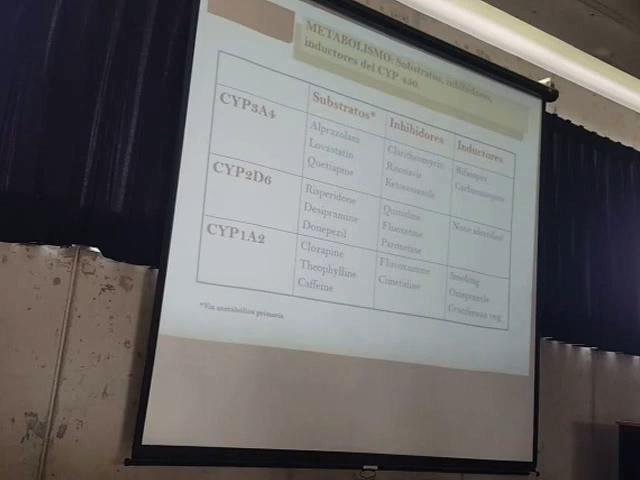 METABOLISMO: Substratos, inhibidores,
inductores del CYP 450
Substratos*
Inhibidores
Inductores
CYP3A4
Alprazolam
Lovastatin
Quetiapine
Clarithromycin
Ritonavir
Ketoconazole
Rifampin
Carbamazepine
CYP2D6
Risperidone
Desipramine
Donepezil
Quinidine
Fluoxetine
Paroxetine
None identified
CYP1A2
Clozapine
Theophylline
Caffeine
Fluvoxamine
Cimetidine
Smoking
Omeprazole
Cruciferous veg.
*Vía metabólica primaria